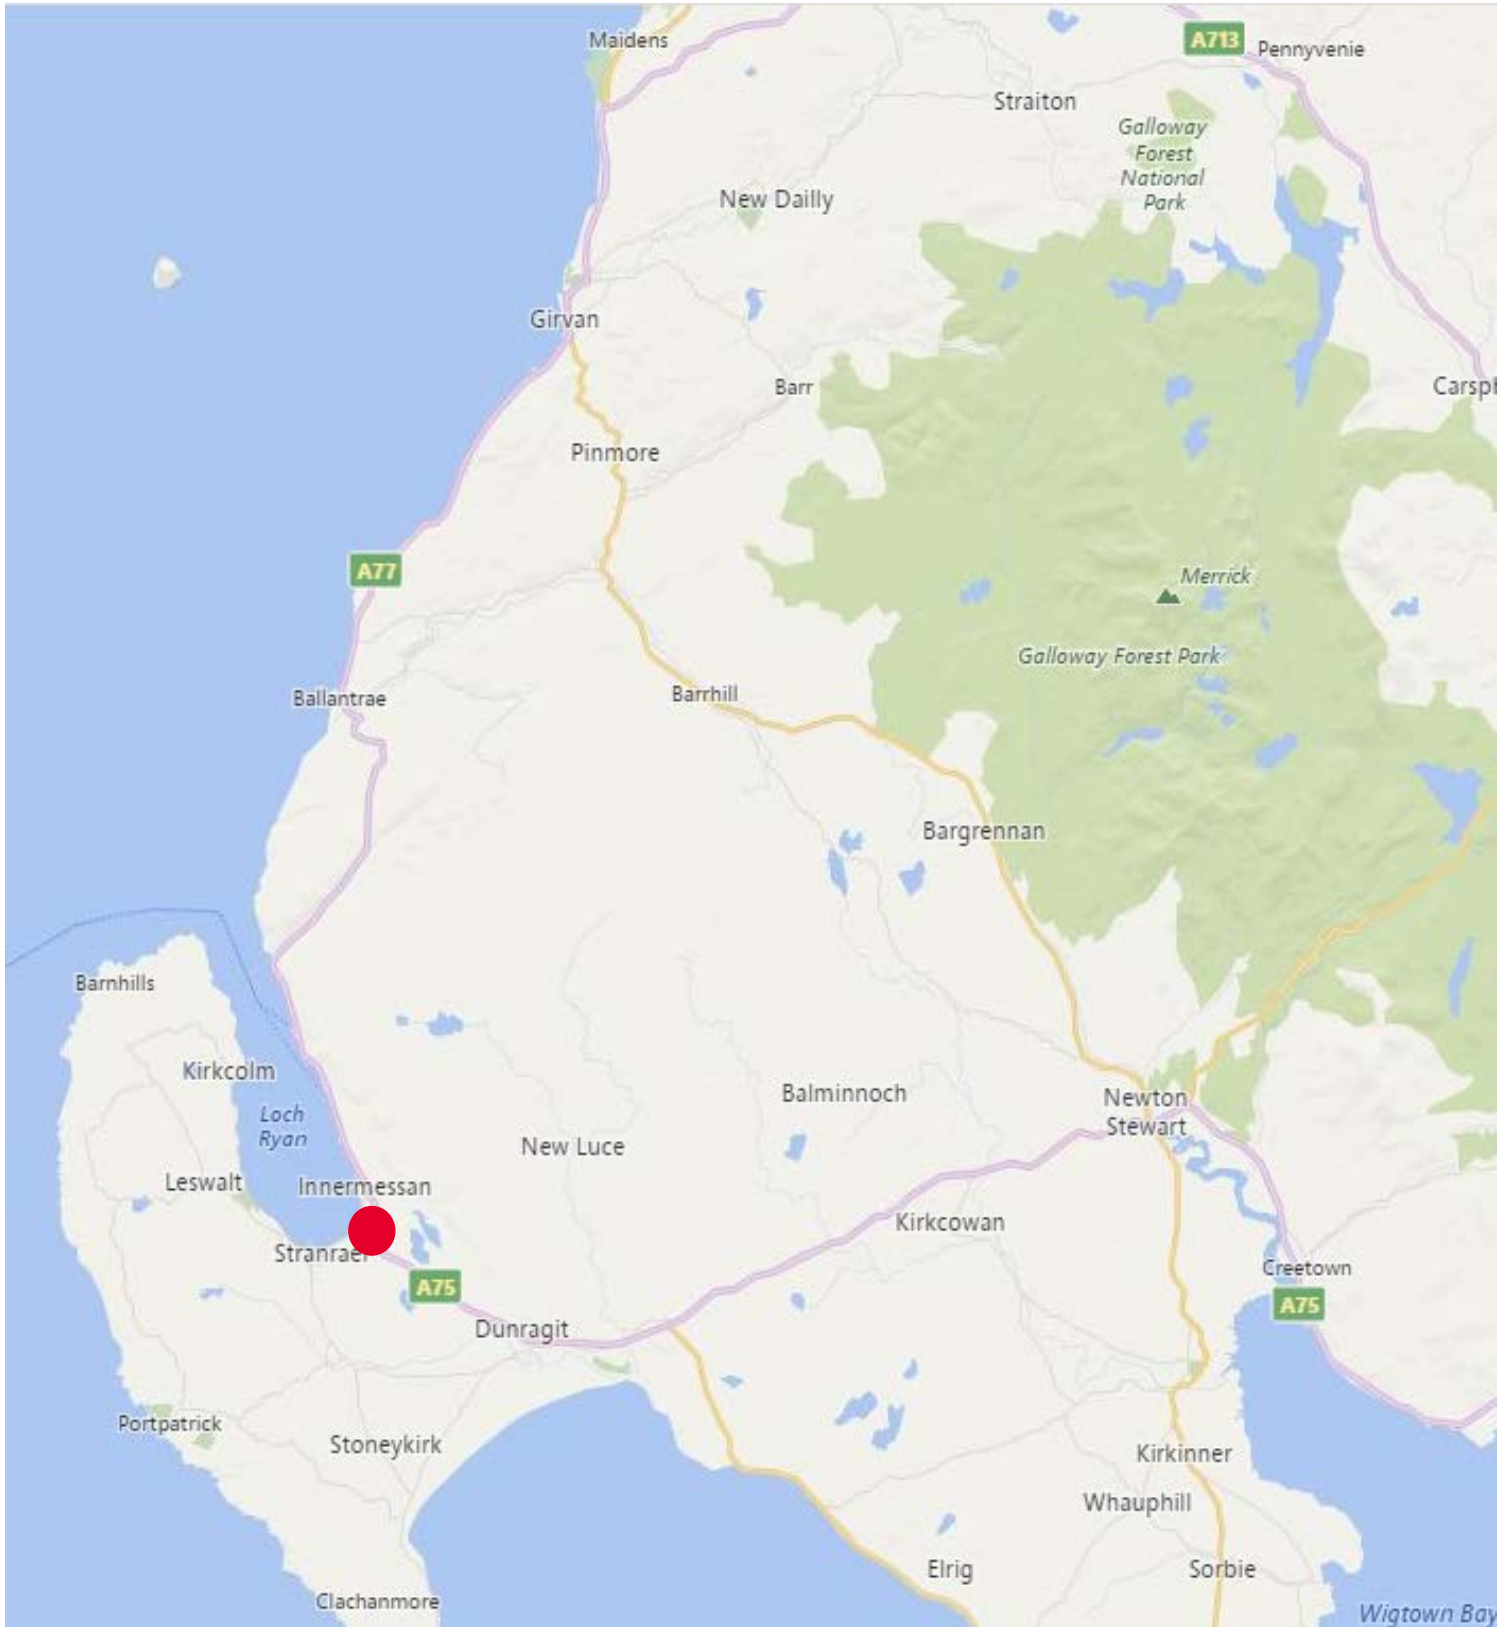 Maidens
A713
Pennyvenie
Straiton
Galloway
Forest
National
Park
New Dailly
Girvan
Barr
Carsph
Pinmore
A77
Merrick
Galloway Forest Park
Ballantrae
Barrhill
Bargrennan
Barnhills
Kirkcolm
Loch
Ryan
Balminnoch
Newton
Stewart
New Luce
Leswalt
Innermessan
Kirkcowan
Stranraer
A75
Creetown
A75
Dunragit
Portpatrick
Stoneykirk
Kirkinner
Whauphill
Elrig
Sorbie
Clachanmore
Wigtown Bay